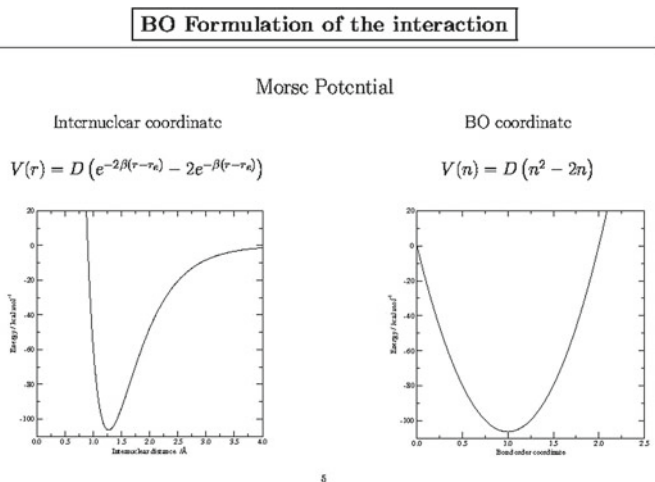 BO Formulation of the interaction
Morse Potential
Internuclear coordinate
BO coordinate
V(r) = D (e^{-2β(r-r_e)} - 2e^{-β(r-r_e)})
V(n) = D (n² - 2n)
20
0
-20
-40
-60
-80
-100
Energy / kcal mol⁻¹
0.0 0.5 1.0 1.5 2.0 2.5 3.0 3.5 4.0
Internuclear distance /Å
20
0
-20
-40
-60
-80
-100
Energy / kcal mol⁻¹
0.0 0.5 1.0 1.5 2.0 2.5
Bond order coordinate
5